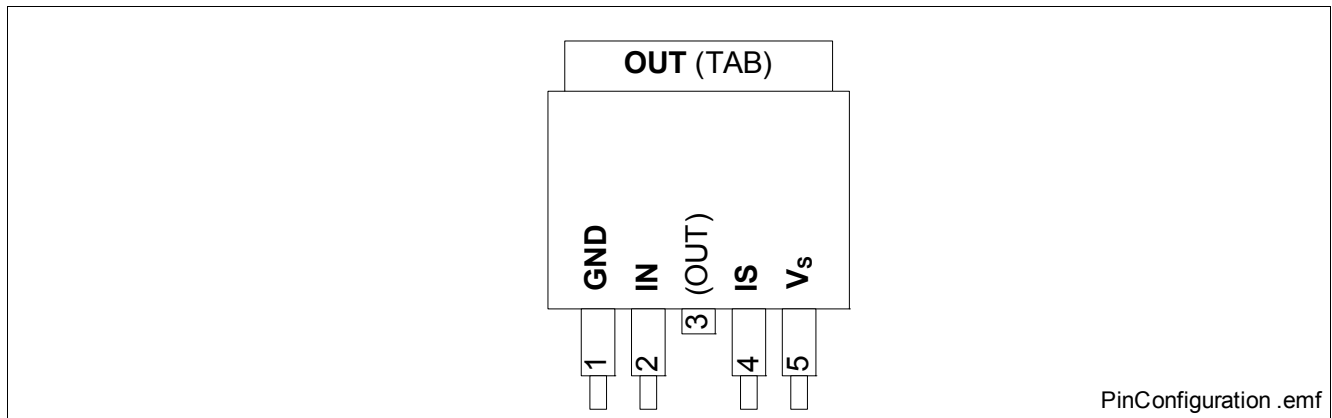 OUT (TAB)
GND
IN
(OUT)
IS
Vs
1
2
3
4
5
PinConfiguration .emf